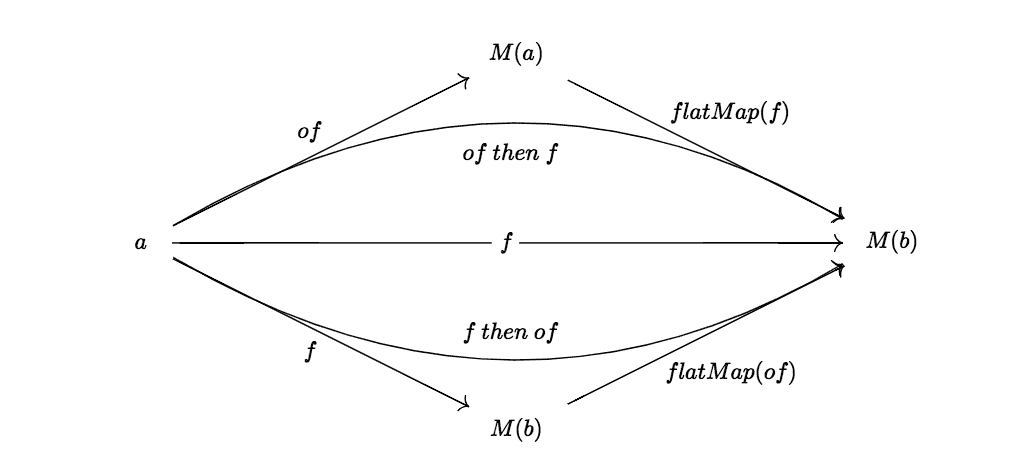 M(a)
flatMap(f)
of
of then f
a
f
M(b)
f then of
f
flatMap(of)
M(b)